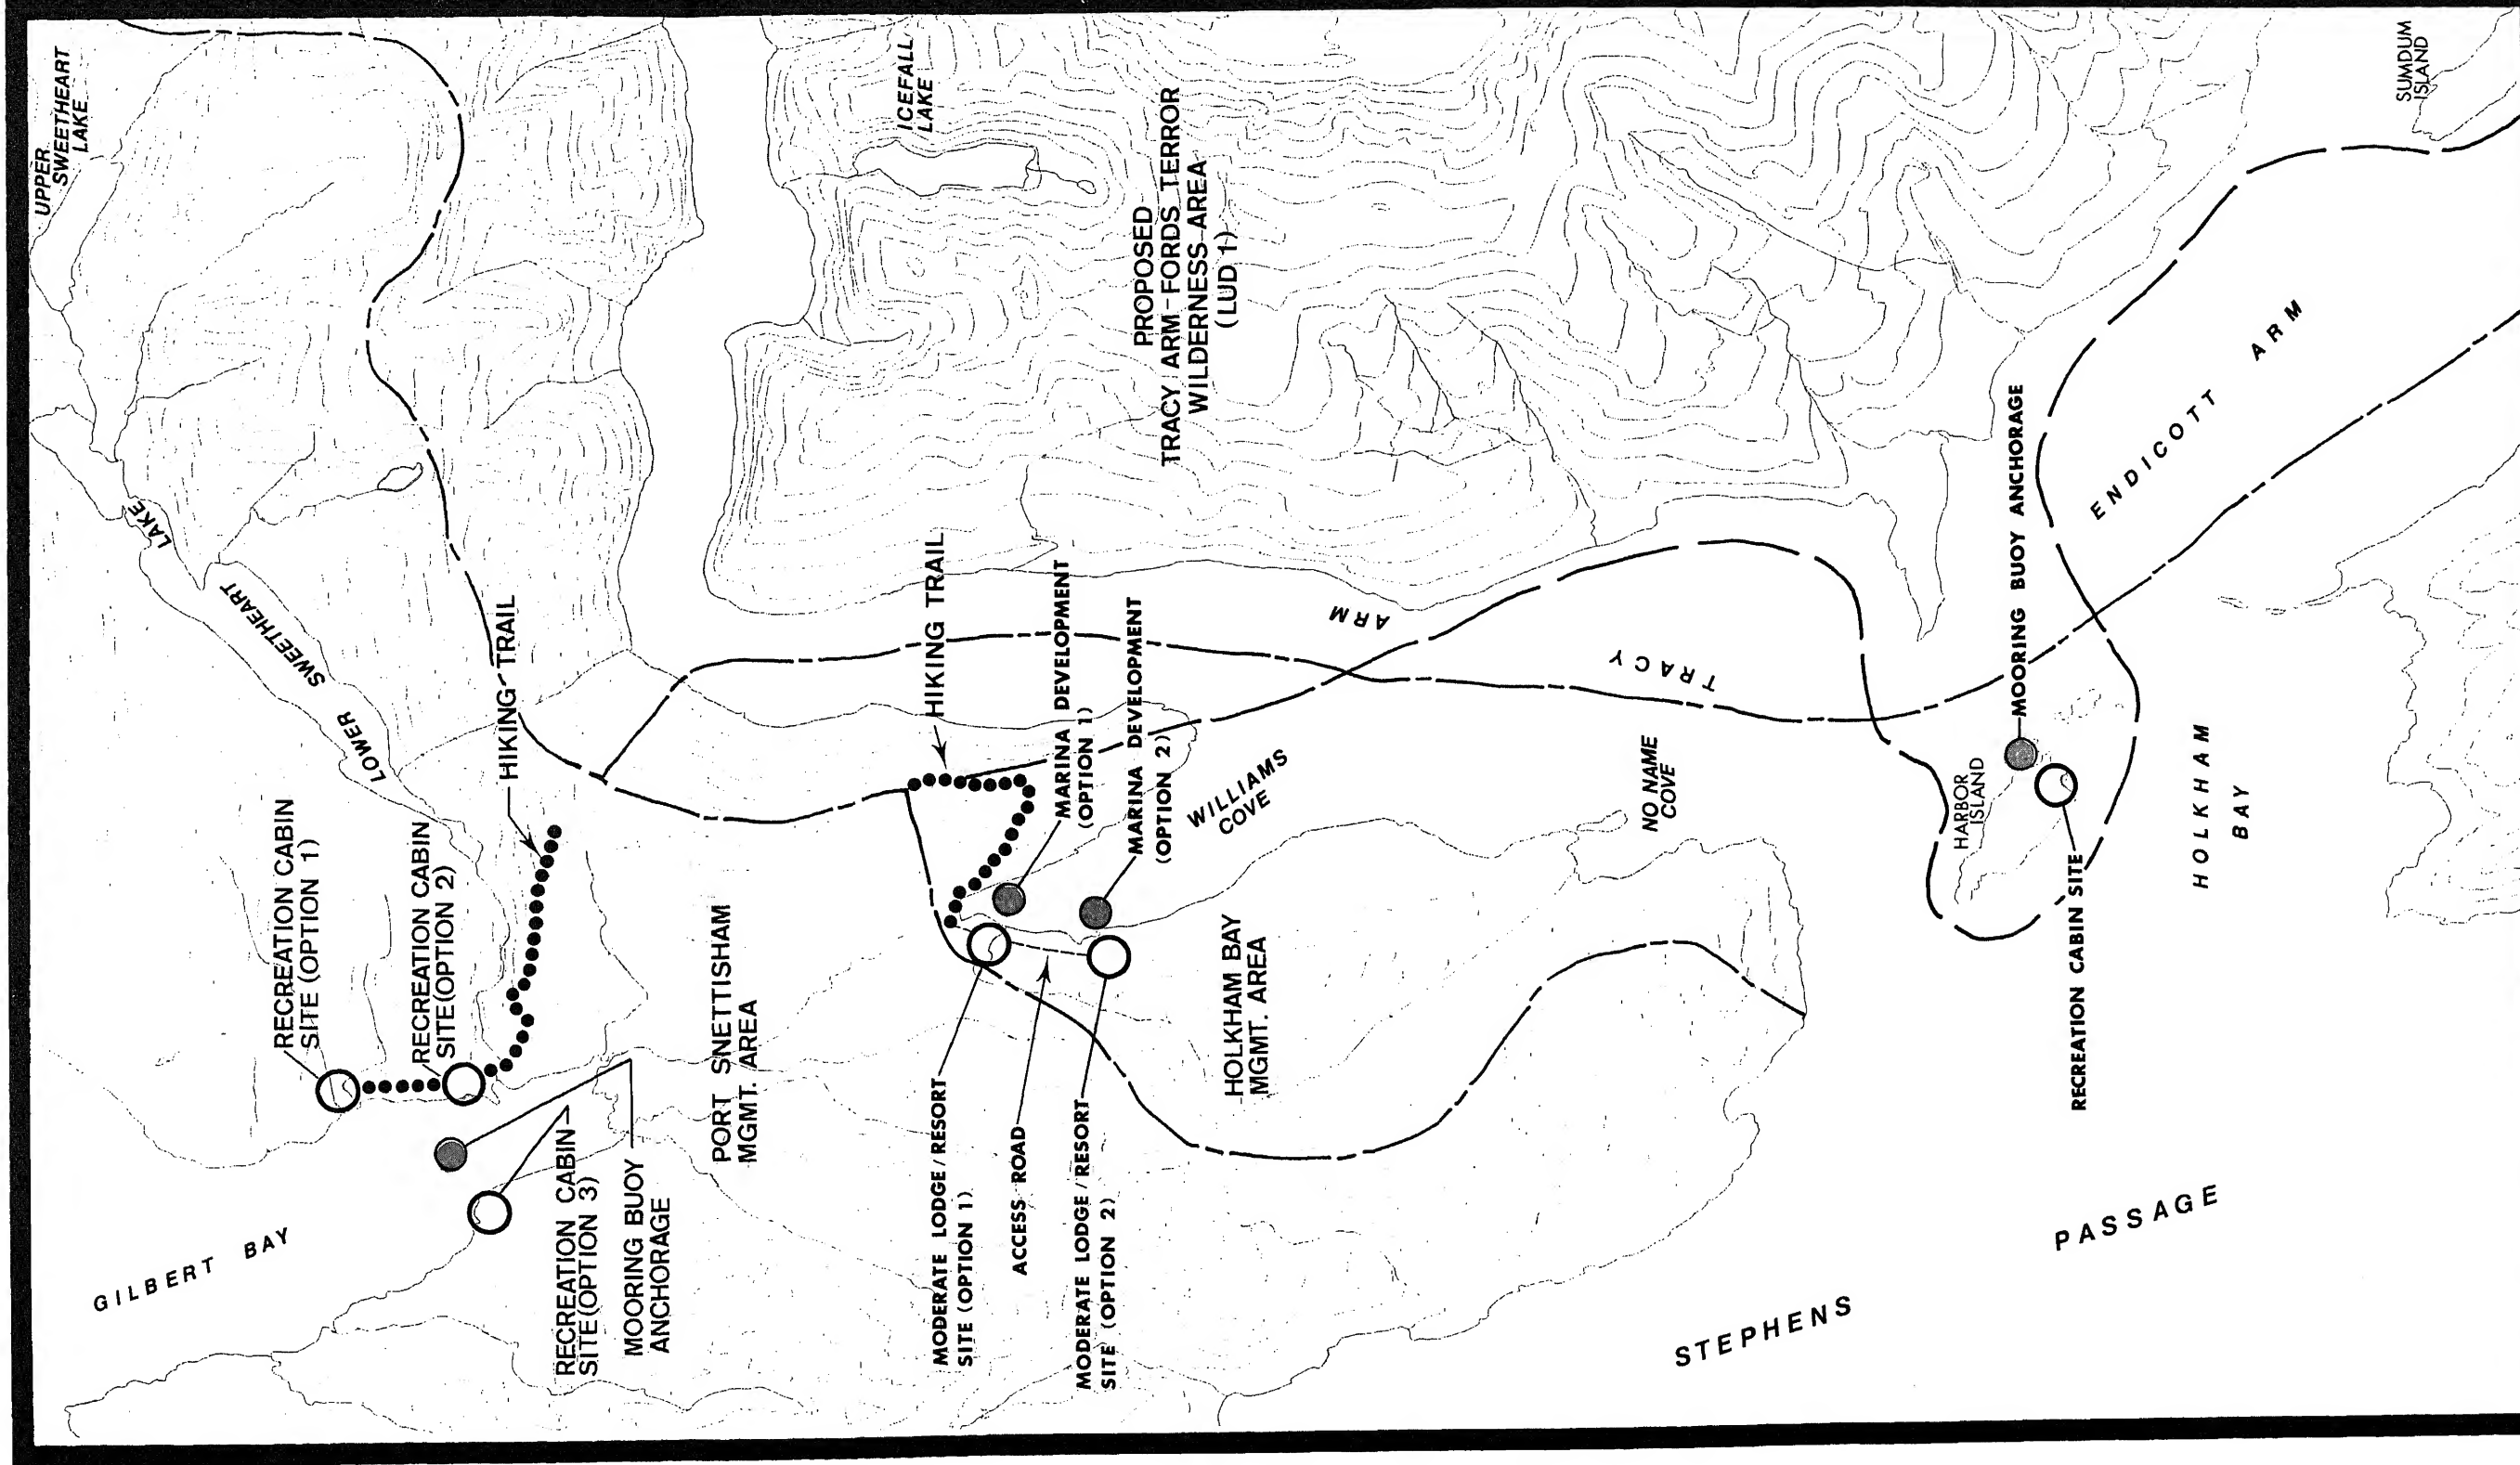 UPPER
SWEETHEART
LAKE
ICEFALL
LAKE
SUMDUM
ISLAND
PROPOSED
TRACY ARM-FORDS TERROR
WILDERNESS AREA
(LUD 1)
LOWER
SWEETHEART
LAKE
HIKING TRAIL
RECREATION CABIN
SITE (OPTION 1)
RECREATION CABIN
SITE (OPTION 2)
RECREATION CABIN
SITE (OPTION 3)
MOORING BUOY
ANCHORAGE
GILBERT BAY
PORT SNETTISHAM
MGMT. AREA
HIKING TRAIL
MARINA DEVELOPMENT
(OPTION 1)
MARINA DEVELOPMENT
(OPTION 2)
WILLIAMS
COVE
MODERATE LODGE/RESORT
SITE (OPTION 1)
ACCESS ROAD
MODERATE LODGE/RESORT
SITE (OPTION 2)
HOLKHAM BAY
MGMT. AREA
TRACY
ARM
NO NAME
COVE
HARBOR
ISLAND
MOORING BUOY ANCHORAGE
RECREATION CABIN SITE
ENDICOTT ARM
HOLKHAM
BAY
STEPHENS
PASSAGE